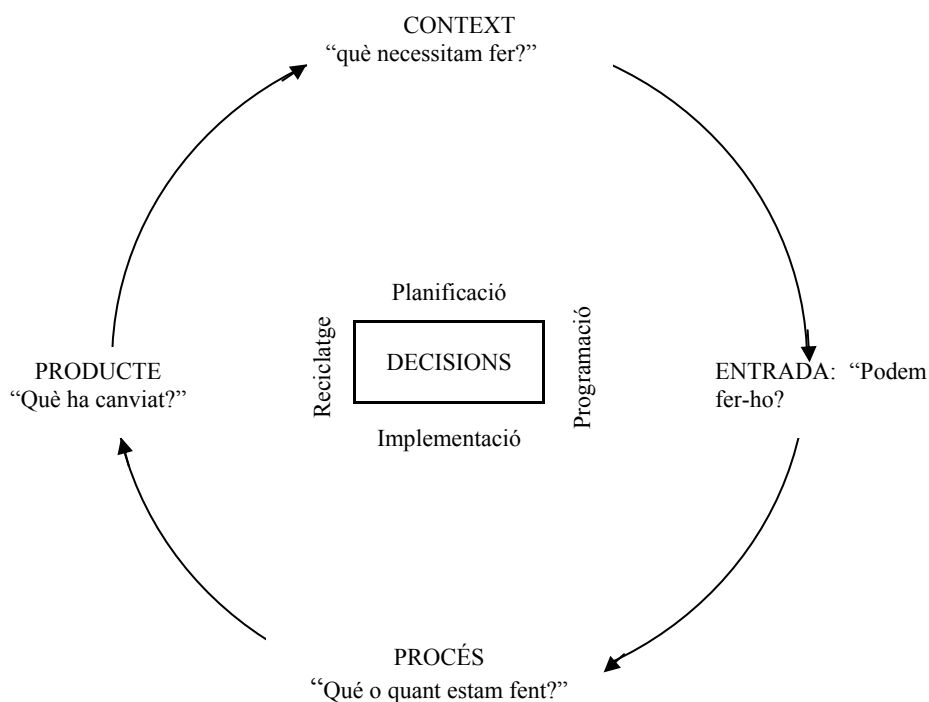 CONTEXT
“què necessitam fer?”
Planificació
Reciclatge
DECISIONS
Programació
Implementació
PRODUCTE
“Què ha canviat?”
ENTRADA: “Podem
fer-ho?
PROCÉS
“Qué o quant estam fent?”